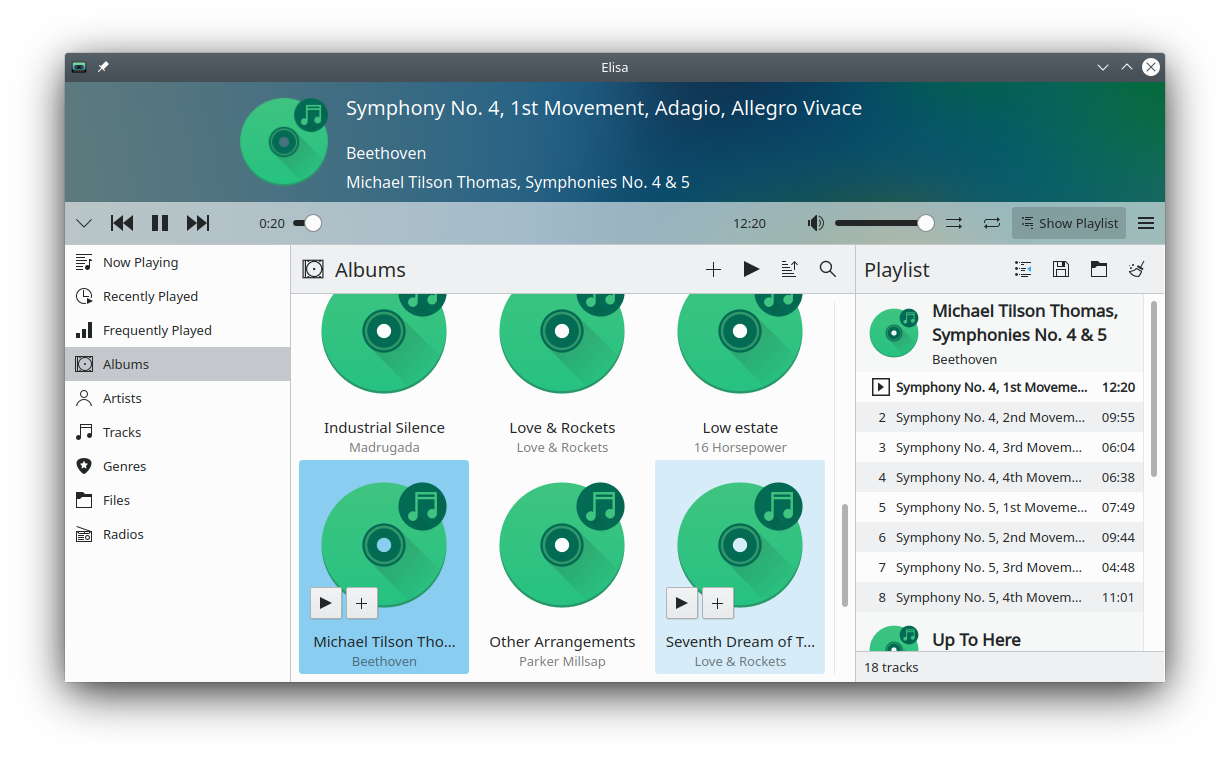 Elisa
Symphony No. 4, 1st Movement, Adagio, Allegro Vivace
Beethoven
Michael Tilson Thomas, Symphonies No. 4 & 5
0:20
12:20
Show Playlist
Now Playing
Recently Played
Frequently Played
Albums
Artists
Tracks
Genres
Files
Radios
Albums
Industrial Silence
Madrugada
Love & Rockets
Love & Rockets
Low estate
16 Horsepower
Michael Tilson Tho...
Beethoven
Other Arrangements
Parker Millsap
Seventh Dream of T...
Love & Rockets
Playlist
Michael Tilson Thomas,
Symphonies No. 4 & 5
Beethoven
Symphony No. 4, 1st Moveme... 12:20
2 Symphony No. 4, 2nd Movem... 09:55
3 Symphony No. 4, 3rd Movem... 06:04
4 Symphony No. 4, 4th Movem... 06:38
5 Symphony No. 5, 1st Moveme... 07:49
6 Symphony No. 5, 2nd Movem... 09:44
7 Symphony No. 5, 3rd Movem... 04:48
8 Symphony No. 5, 4th Movem... 11:01
Up To Here
18 tracks